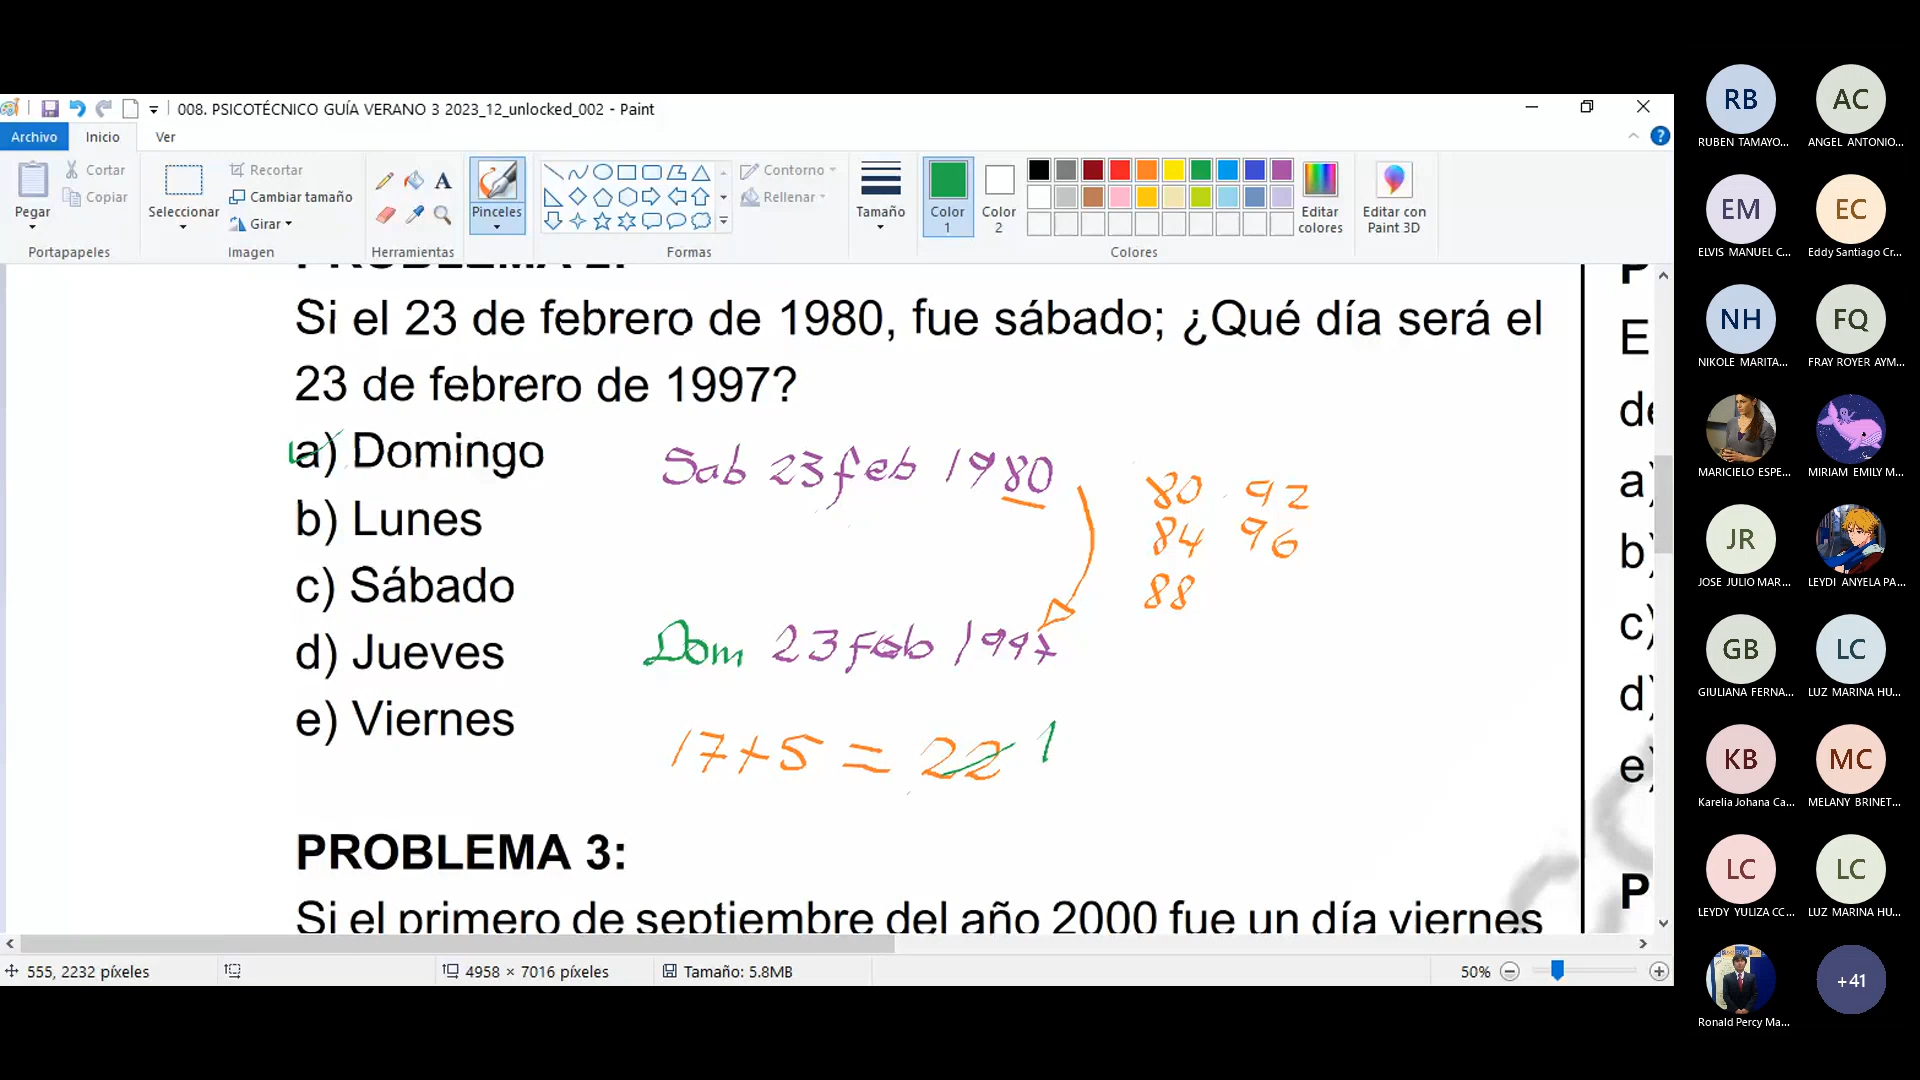 008. PSICOTÉCNICO GUÍA VERANO 3 2023_12_unlocked_002 - Paint
Archivo Inicio Ver
Pegar
Cortar
Copiar
Portapapeles
Seleccionar
Recortar
Cambiar tamaño
Girar
Imagen
A
Herramientas
Pinceles
Formas
Contorno
Rellenar
Tamaño
Color 1
Color 2
Editar colores
Editar con Paint 3D
Colores
PROBLEMA 2:
Si el 23 de febrero de 1980, fue sábado; ¿Qué día será el
23 de febrero de 1997?
a) Domingo
b) Lunes
c) Sábado
d) Jueves
e) Viernes
Sab 23 feb 1980
80 92
84 96
88
Dom 23 feb 1997
17+5 = 22 1
PROBLEMA 3:
Si el primero de septiembre del año 2000 fue un día viernes
P
E
de
a)
b)
c)
d)
e)
P
555, 2232 píxeles
4958 × 7016 píxeles
Tamaño: 5.8MB
50%
RB AC
RUBEN TAMAYO... ANGEL ANTONIO...
EM EC
ELVIS MANUEL C... Eddy Santiago Cr...
NH FQ
NIKOLE MARITA... FRAY ROYER AYM...
MARICIELO ESPE... MIRIAM EMILY M...
JR
JOSE JULIO MAR... LEYDI ANYELA PA...
GB LC
GIULIANA FERNA... LUZ MARINA HU...
KB MC
Karelia Johana Ca... MELANY BRINET...
LC LC
LEYDY YULIZA CC... LUZ MARINA HU...
+41
Ronald Percy Ma...